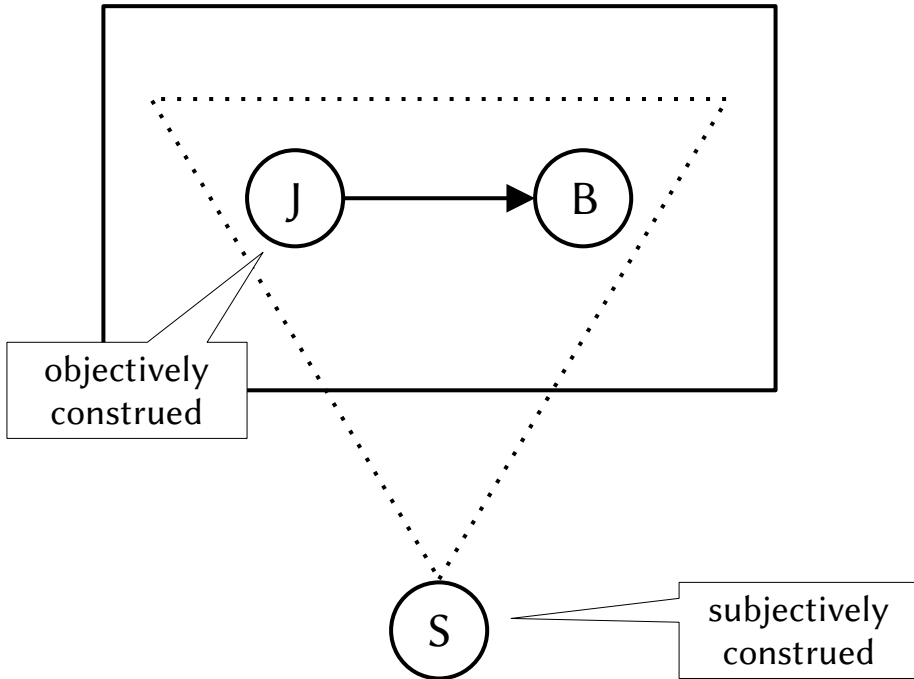 J
B
objectively
construed
S
subjectively
construed